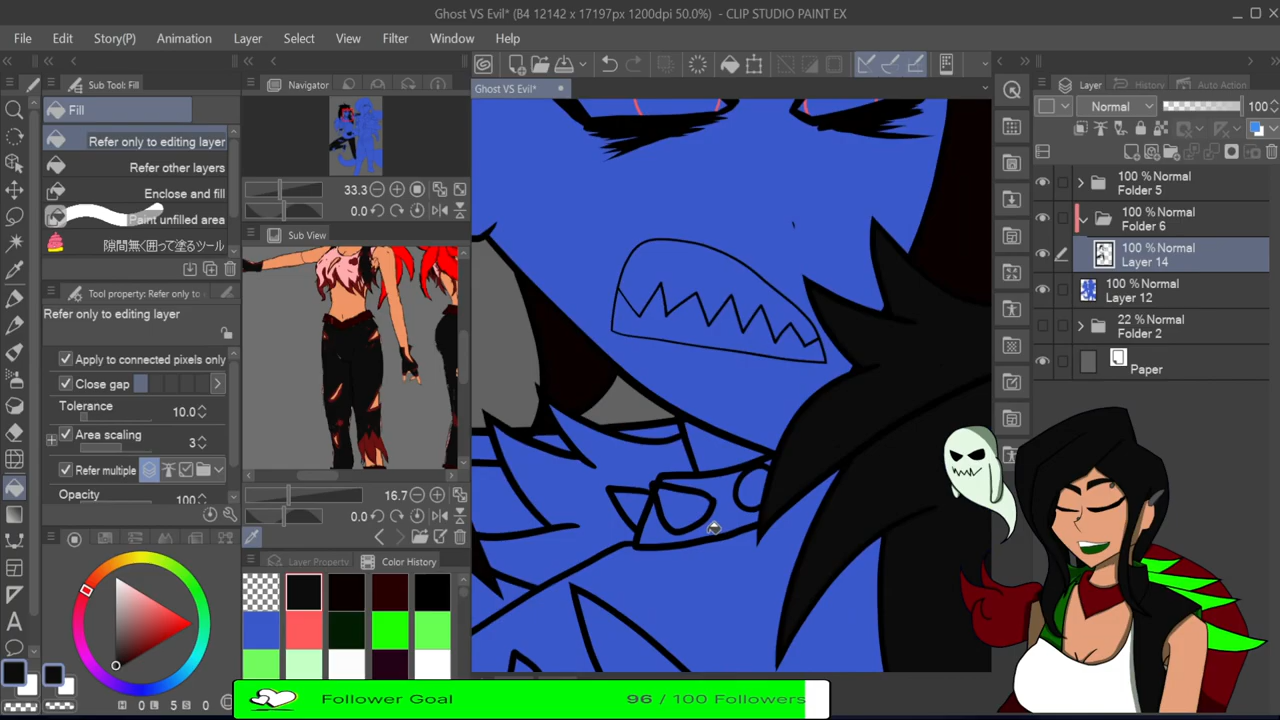 Ghost VS Evil* (B4 12142 x 17197px 1200dpi 50.0%) - CLIP STUDIO PAINT EX
File Edit Story(P) Animation Layer Select View Filter Window Help
Sub Tool: Fill
Navigator
Ghost VS Evil*
Layer
History
Auto Action
Fill
Normal
100
Refer only to editing layer
Refer other layers
Enclose and fill
Paint unfilled area
隙間無く囲って塗るツール
33.3
0.0
Sub View
100 % Normal
Folder 5
100 % Normal
Folder 6
100 % Normal
Layer 14
100 % Normal
Layer 12
22 % Normal
Folder 2
Paper
Tool property: Refer only to
Refer only to editing layer
Apply to connected pixels only
Close gap
Tolerance
10.0
Area scaling
3
Refer multiple
Opacity
100
16.7
0.0
Layer Property
Color History
H 0 L 5 S 0
Follower Goal
96 / 100 Followers